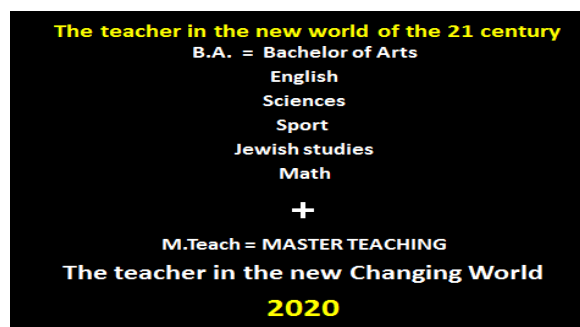 The teacher in the new world of the 21 century
B.A. = Bachelor of Arts
English
Sciences
Sport
Jewish studies
Math
+
M.Teach = MASTER TEACHING
The teacher in the new Changing World
2020